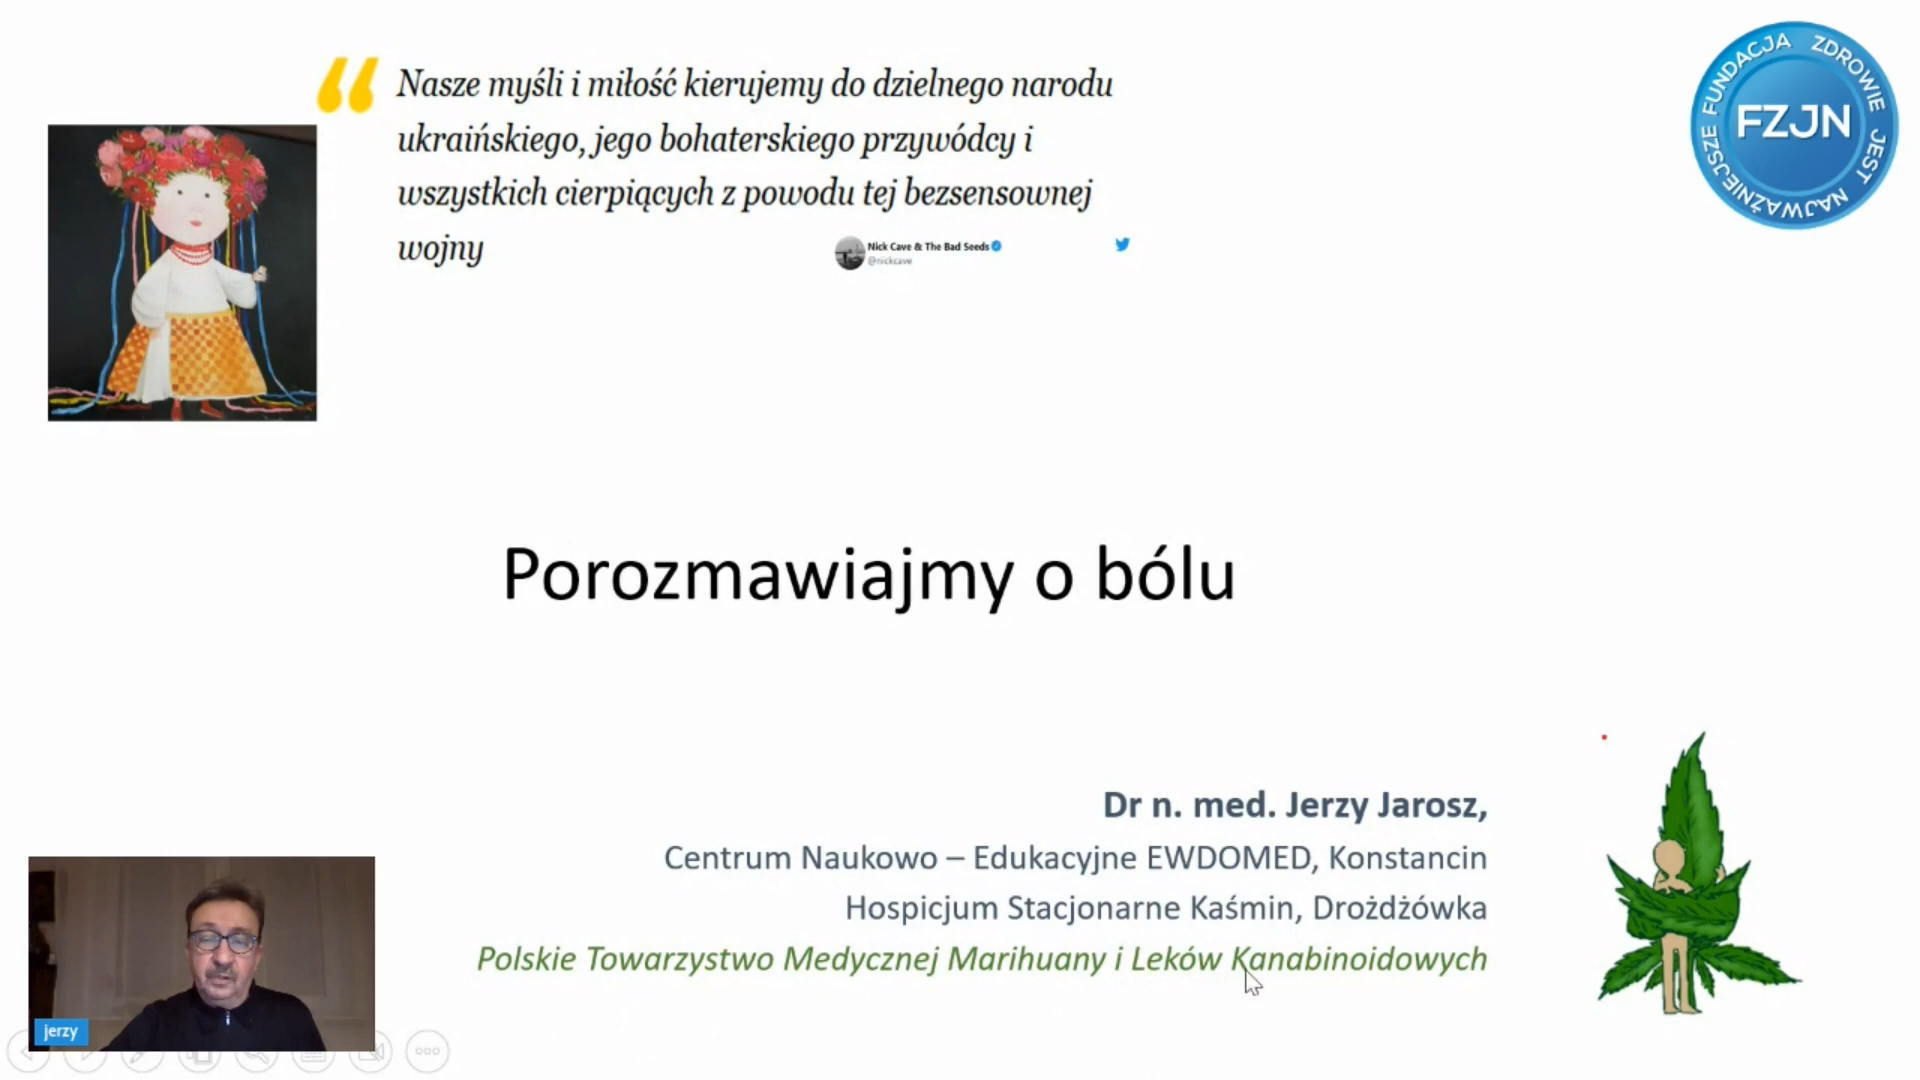 Nasze myśli i miłość kierujemy do dzielnego narodu
ukraińskiego, jego bohaterskiego przywódcy i
wszystkich cierpiących z powodu tej bezsensownej
wojny
Nick Cave & The Bad Seeds
@nickcave
FUNDACJA ZDROWIE JEST NAJWAŻNIEJSZE
FZJN
Porozmawiajmy o bólu
Dr n. med. Jerzy Jarosz,
Centrum Naukowo – Edukacyjne EWDOMED, Konstancin
Hospicjum Stacjonarne Kaśmin, Drożdżówka
Polskie Towarzystwo Medycznej Marihuany i Leków Kanabinoidowych
jerzy